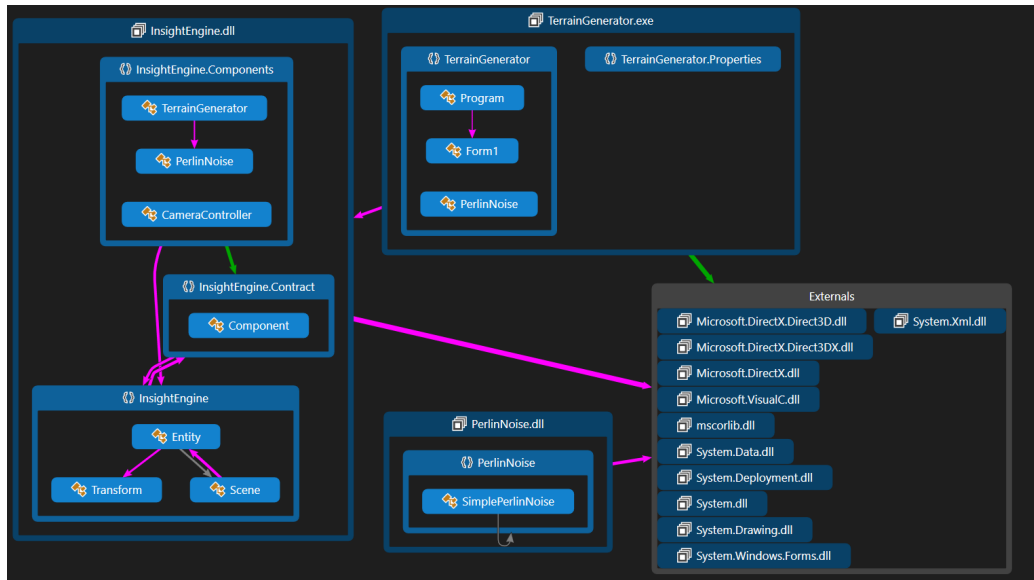 InsightEngine.dll
InsightEngine.Components
TerrainGenerator
PerlinNoise
CameraController
InsightEngine.Contract
Component
InsightEngine
Entity
Transform
Scene
TerrainGenerator.exe
TerrainGenerator
TerrainGenerator.Properties
Program
Form1
PerlinNoise
PerlinNoise.dll
PerlinNoise
SimplePerlinNoise
Externals
Microsoft.DirectX.Direct3D.dll
System.Xml.dll
Microsoft.DirectX.Direct3DX.dll
Microsoft.DirectX.dll
Microsoft.VisualC.dll
mscorlib.dll
System.Data.dll
System.Deployment.dll
System.dll
System.Drawing.dll
System.Windows.Forms.dll